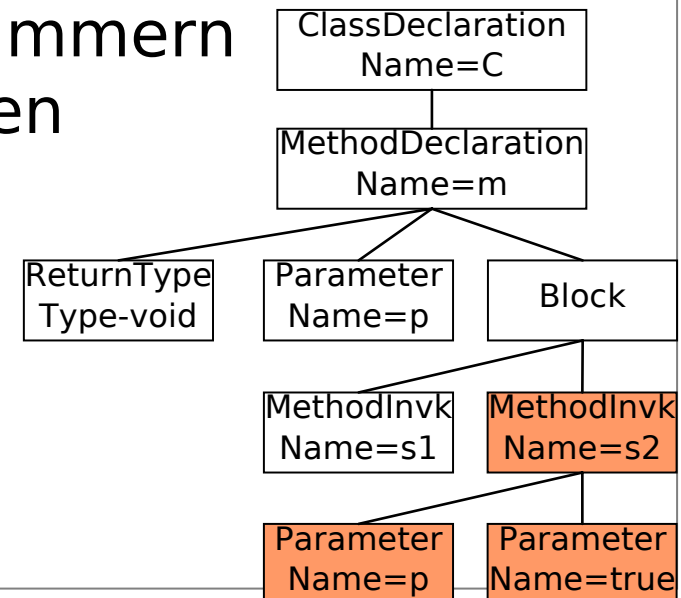 mmern
en
ClassDeclaration
Name=C
MethodDeclaration
Name=m
ReturnType
Type-void
Parameter
Name=p
Block
MethodInvk
Name=s1
MethodInvk
Name=s2
Parameter
Name=p
Parameter
Name=true